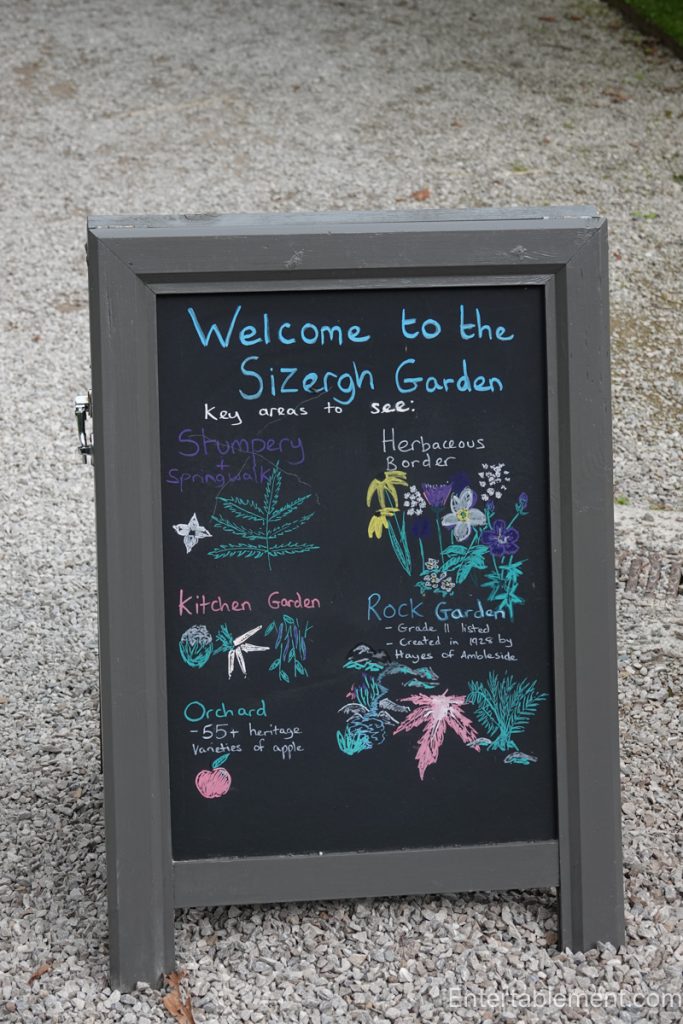 Welcome to the
Sizergh Garden
Key areas to see:
Stumpery
+
Springwalk
Herbaceous
Border
Kitchen Garden
Rock Garden
- Grade II listed
- Created in 1928 by
Hayes of Ambleside
Orchard
- 55+ heritage
Varieties of apple
Entertablement.com